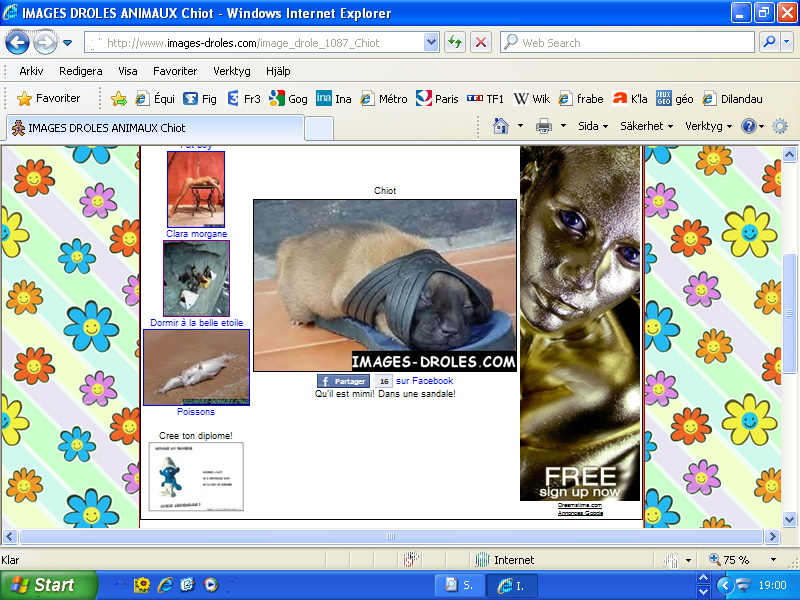 IMAGES DROLES ANIMAUX Chiot - Windows Internet Explorer
http://www.images-droles.com/image_drole_1087_Chiot
Web Search
Arkiv Redigera Visa Favoriter Verktyg Hjälp
Favoriter Équi Fig Fr3 Gog ina Ina Métro Paris TF1 W Wik frabe K'la JEUX GEO géo Dilandau
IMAGES DROLES ANIMAUX Chiot
Sida Säkerhet Verktyg
Clara morgane
Dormir à la belle etoile
Poissons
Cree ton diplome!
Chiot
IMAGES-DROLES.COM
Partager 16 sur Facebook
Qu'il est mimi! Dans une sandale!
FREE
sign up now
Dreamstime.com
Annonces Google
Klar
Internet
75 %
Start
S.
I.
19:00